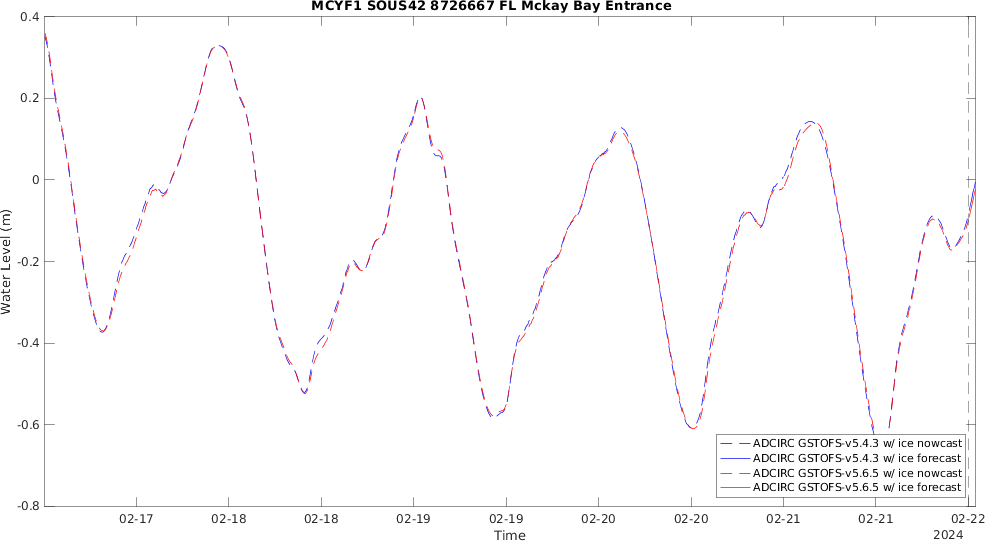 MCYF1 SOUS42 8726667 FL Mckay Bay Entrance
0.4
0.2
0
-0.2
-0.4
-0.6
-0.8
Water Level (m)
ADCIRC GSTOFS-v5.4.3 w/ ice nowcast
ADCIRC GSTOFS-v5.4.3 w/ ice forecast
ADCIRC GSTOFS-v5.6.5 w/ ice nowcast
ADCIRC GSTOFS-v5.6.5 w/ ice forecast
02-17 02-18 02-18 02-19 02-19 02-20 02-20 02-21 02-21 02-22
Time 2024